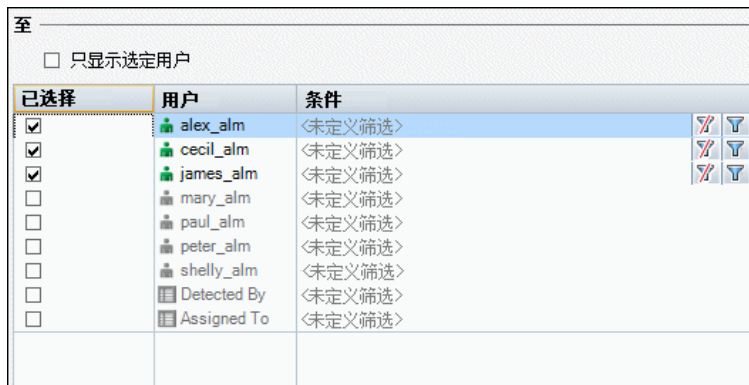 至
只显示选定用户
已选择 用户 条件
alex_alm <未定义筛选>
cecil_alm <未定义筛选>
james_alm <未定义筛选>
mary_alm <未定义筛选>
paul_alm <未定义筛选>
peter_alm <未定义筛选>
shelly_alm <未定义筛选>
Detected By <未定义筛选>
Assigned To <未定义筛选>